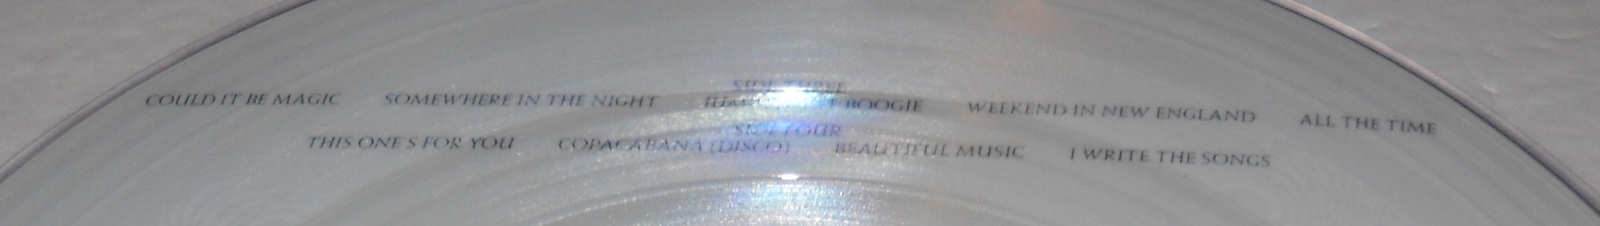 SIDE THREE
COULD IT BE MAGIC SOMEWHERE IN THE NIGHT BOOGIE WEEKEND IN NEW ENGLAND ALL THE TIME
SIDE FOUR
THIS ONE'S FOR YOU COPACABANA (DISCO) BEAUTIFUL MUSIC I WRITE THE SONGS